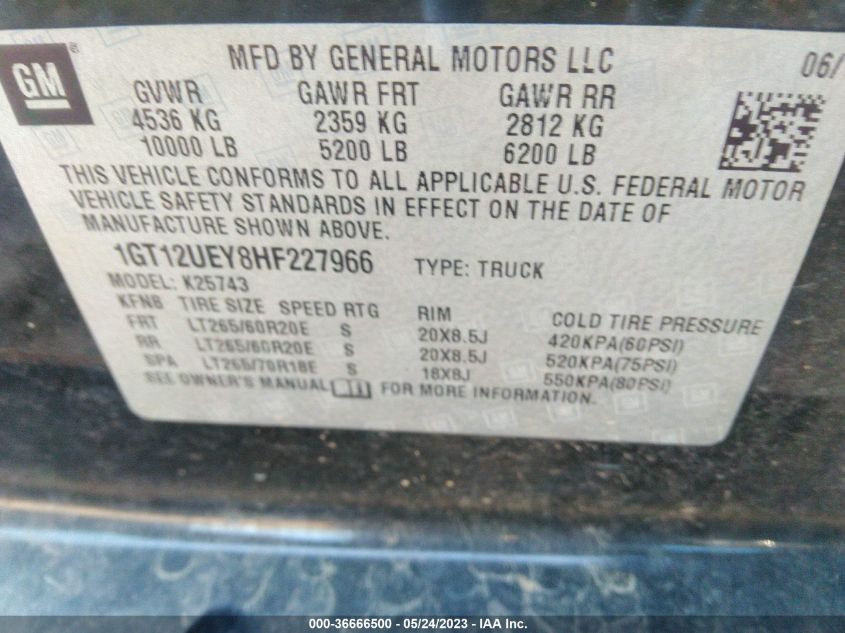 GM®
MFD BY GENERAL MOTORS LLC 06/
GVWR GAWR FRT GAWR RR
4536 KG 2359 KG 2812 KG
10000 LB 5200 LB 6200 LB
THIS VEHICLE CONFORMS TO ALL APPLICABLE U.S. FEDERAL MOTOR
VEHICLE SAFETY STANDARDS IN EFFECT ON THE DATE OF
MANUFACTURE SHOWN ABOVE.
1GT12UEY8HF227966 TYPE: TRUCK
MODEL: K25743
KFNB TIRE SIZE SPEED RTG RIM COLD TIRE PRESSURE
FRT LT265/60R20E S 20X8.5J 420KPA(60PSI)
RR LT265/60R20E S 20X8.5J 520KPA(75PSI)
SPA LT265/70R18E S 18X8J 550KPA(80PSI)
SEE OWNER'S MANUAL FOR MORE INFORMATION.
000-36666500 - 05/24/2023 - IAA Inc.